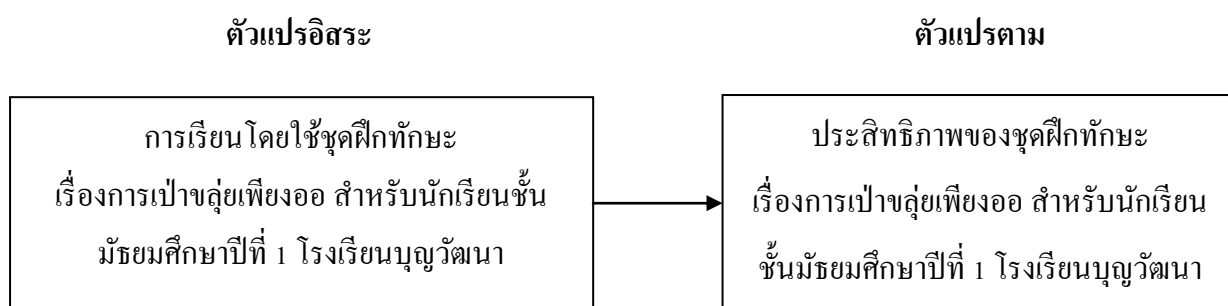 ตัวแปรอิสระ
ตัวแปรตาม
การเรียนโดยใช้ชุดฝึกทักษะ
เรื่องการเป่าขลุ่ยเพียงออ สำหรับนักเรียนชั้น
มัธยมศึกษาปีที่ 1 โรงเรียนบุญวัฒนา
ประสิทธิภาพของชุดฝึกทักษะ
เรื่องการเป่าขลุ่ยเพียงออ สำหรับนักเรียน
ชั้นมัธยมศึกษาปีที่ 1 โรงเรียนบุญวัฒนา